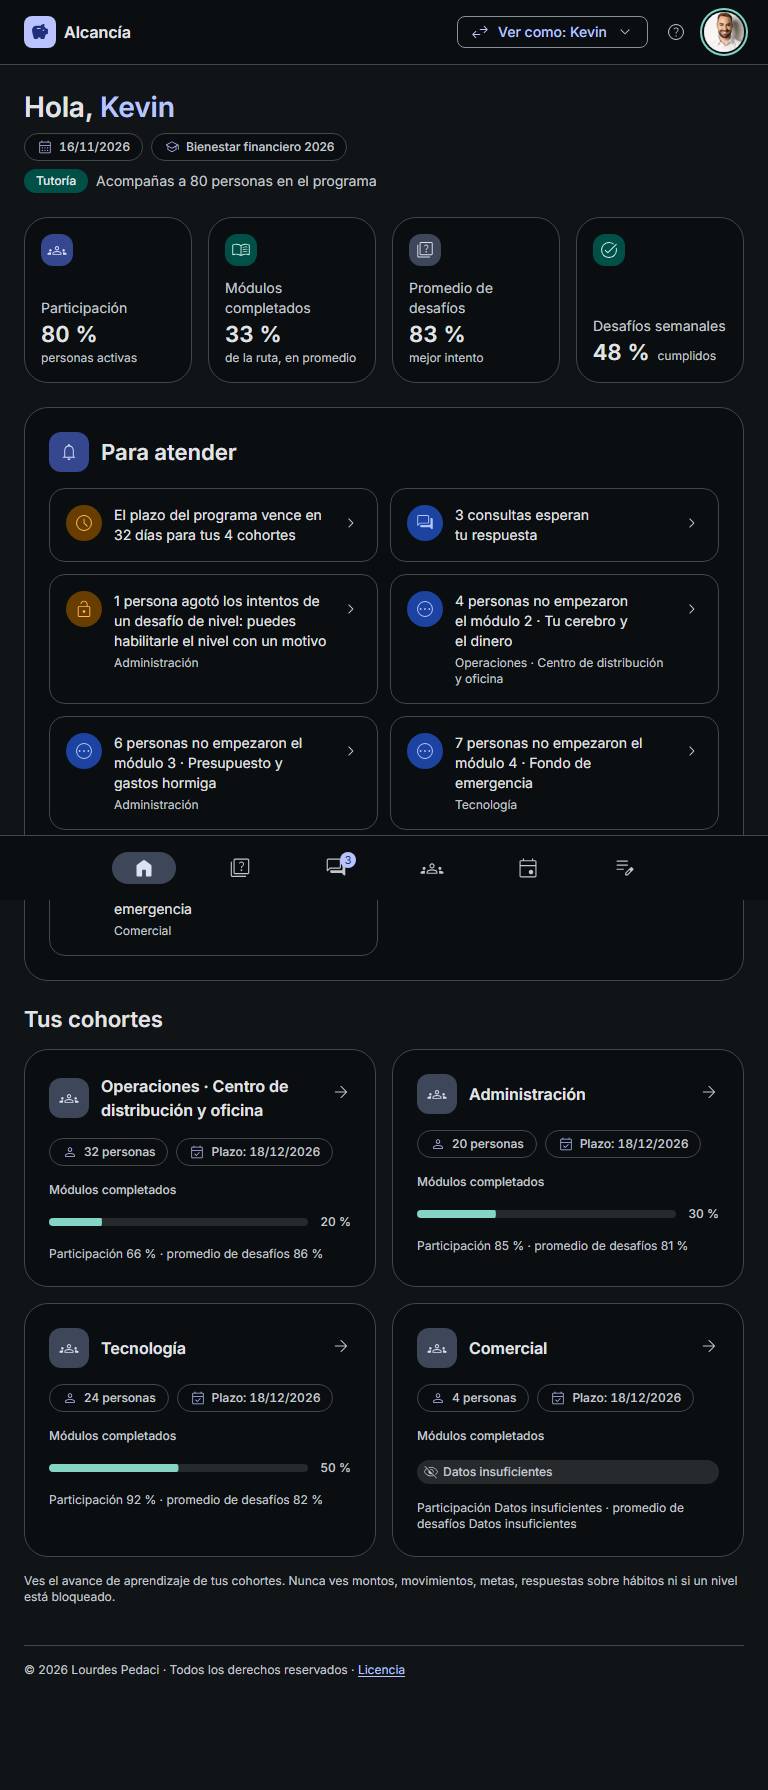 Alcancía
Ver como: Kevin
Hola, Kevin
16/11/2026
Bienestar financiero 2026
Tutoría
Acompañas a 80 personas en el programa
Participación
80 %
personas activas
Módulos
completados
33 %
de la ruta, en promedio
Promedio de
desafíos
83 %
mejor intento
Desafíos semanales
48 % cumplidos
Para atender
El plazo del programa vence en
32 días para tus 4 cohortes
3 consultas esperan
tu respuesta
1 persona agotó los intentos de
un desafío de nivel: puedes
habilitarle el nivel con un motivo
Administración
4 personas no empezaron
el módulo 2 · Tu cerebro y
el dinero
Operaciones · Centro de distribución
y oficina
6 personas no empezaron el
módulo 3 · Presupuesto y
gastos hormiga
Administración
7 personas no empezaron el
módulo 4 · Fondo de
emergencia
Tecnología
3
emergencia
Comercial
Tus cohortes
Operaciones · Centro de
distribución y oficina
32 personas
Plazo: 18/12/2026
Módulos completados
20 %
Participación 66 % · promedio de desafíos 86 %
Administración
20 personas
Plazo: 18/12/2026
Módulos completados
30 %
Participación 85 % · promedio de desafíos 81 %
Tecnología
24 personas
Plazo: 18/12/2026
Módulos completados
50 %
Participación 92 % · promedio de desafíos 82 %
Comercial
4 personas
Plazo: 18/12/2026
Módulos completados
Datos insuficientes
Participación Datos insuficientes · promedio de
desafíos Datos insuficientes
Ves el avance de aprendizaje de tus cohortes. Nunca ves montos, movimientos, metas, respuestas sobre hábitos ni si un nivel
está bloqueado.
© 2026 Lourdes Pedaci · Todos los derechos reservados · Licencia